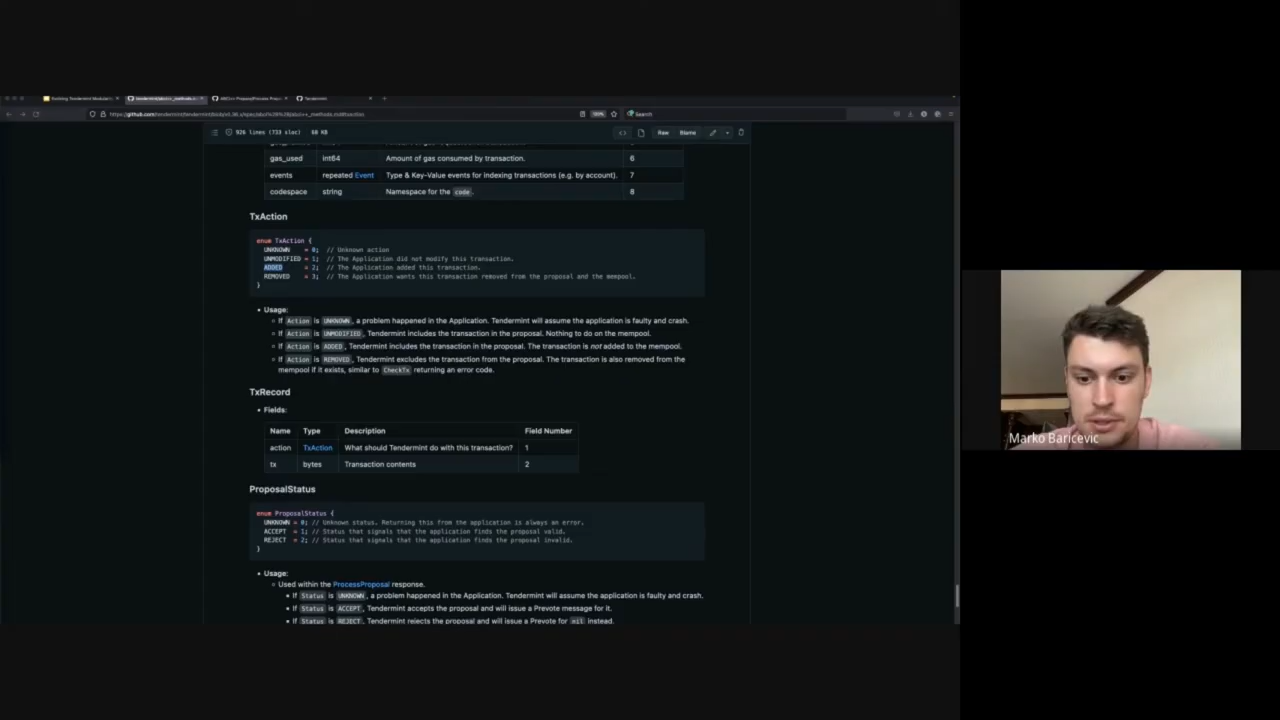 Evolving Tendermint Modularit
Tendermint
Search
926 lines (733 sloc)
68 KB
Raw
Blame
gas_used int64 Amount of gas consumed by transaction. 6
events repeated Event Type & Key-Value events for indexing transactions (e.g. by account). 7
codespace string Namespace for the code. 8
TxAction
enum TxAction {
UNKNOWN = 0; // Unknown action
UNMODIFIED = 1; // The Application did not modify this transaction.
ADDED = 2; // The Application added this transaction.
REMOVED = 3; // The Application wants this transaction removed from the proposal and the mempool.
}
• Usage:
○ If Action is UNKNOWN, a problem happened in the Application. Tendermint will assume the application is faulty and crash.
○ If Action is UNMODIFIED, Tendermint includes the transaction in the proposal. Nothing to do on the mempool.
○ If Action is ADDED, Tendermint includes the transaction in the proposal. The transaction is not added to the mempool.
○ If Action is REMOVED, Tendermint excludes the transaction from the proposal. The transaction is also removed from the
mempool if it exists, similar to CheckTx returning an error code.
TxRecord
• Fields:
Name Type Description Field Number
action TxAction What should Tendermint do with this transaction? 1
tx bytes Transaction contents 2
ProposalStatus
enum ProposalStatus {
UNKNOWN = 0; // Unknown status. Returning this from the application is always an error.
ACCEPT = 1; // Status that signals that the application finds the proposal valid.
REJECT = 2; // Status that signals that the application finds the proposal invalid.
}
• Usage:
○ Used within the ProcessProposal response.
▪ If Status is UNKNOWN, a problem happened in the Application. Tendermint will assume the application is faulty and crash.
▪ If Status is ACCEPT, Tendermint accepts the proposal and will issue a Prevote message for it.
▪ If Status is REJECT, Tendermint rejects the proposal and will issue a Prevote for nil instead.
Marko Baricevic